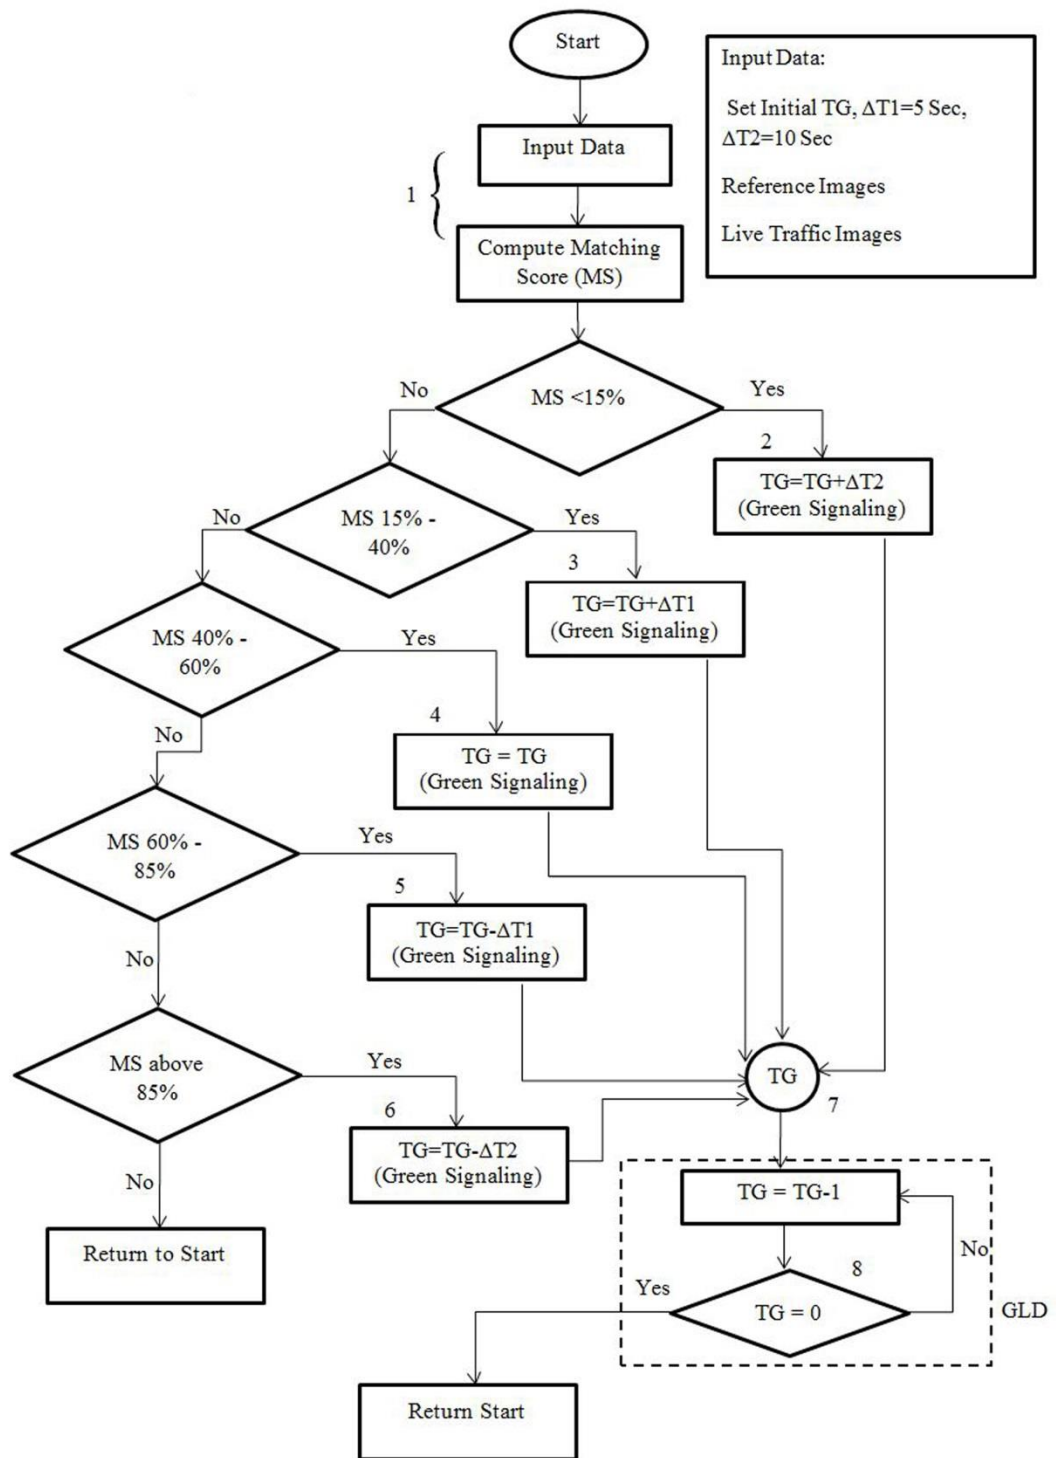 Start
Input Data:
Set Initial TG, ΔT1=5 Sec,
ΔT2=10 Sec
Reference Images
Live Traffic Images
Input Data
1
Compute Matching
Score (MS)
MS <15%
No
Yes
2
TG=TG+ΔT2
(Green Signaling)
MS 15% -
40%
No
Yes
3
TG=TG+ΔT1
(Green Signaling)
MS 40% -
60%
Yes
No
4
TG = TG
(Green Signaling)
MS 60% -
85%
Yes
No
5
TG=TG-ΔT1
(Green Signaling)
MS above
85%
Yes
No
6
TG=TG-ΔT2
(Green Signaling)
TG
7
Return to Start
TG = TG-1
No
8
TG = 0
Yes
GLD
Return Start